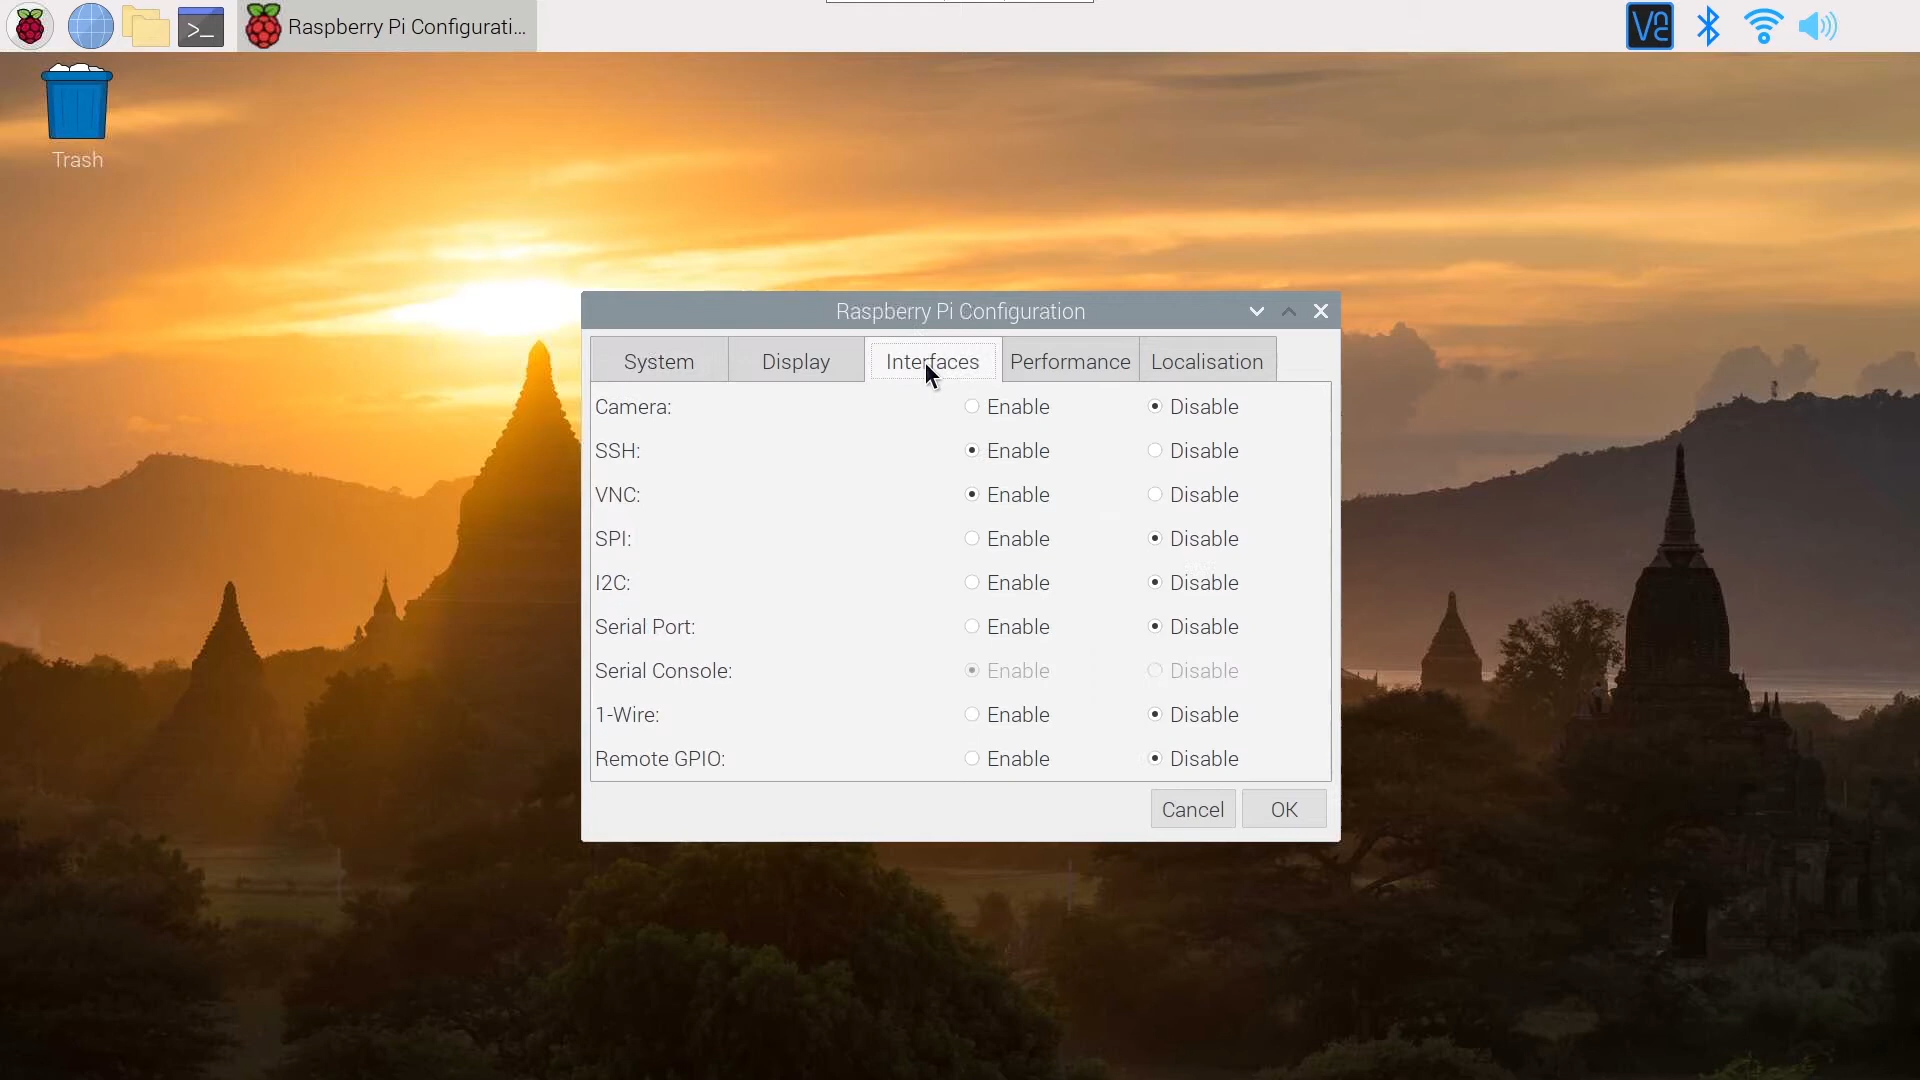 Raspberry Pi Configurati...
Trash
Raspberry Pi Configuration
System Display Interfaces Performance Localisation
Camera: Enable Disable
SSH: Enable Disable
VNC: Enable Disable
SPI: Enable Disable
I2C: Enable Disable
Serial Port: Enable Disable
Serial Console: Enable Disable
1-Wire: Enable Disable
Remote GPIO: Enable Disable
Cancel OK